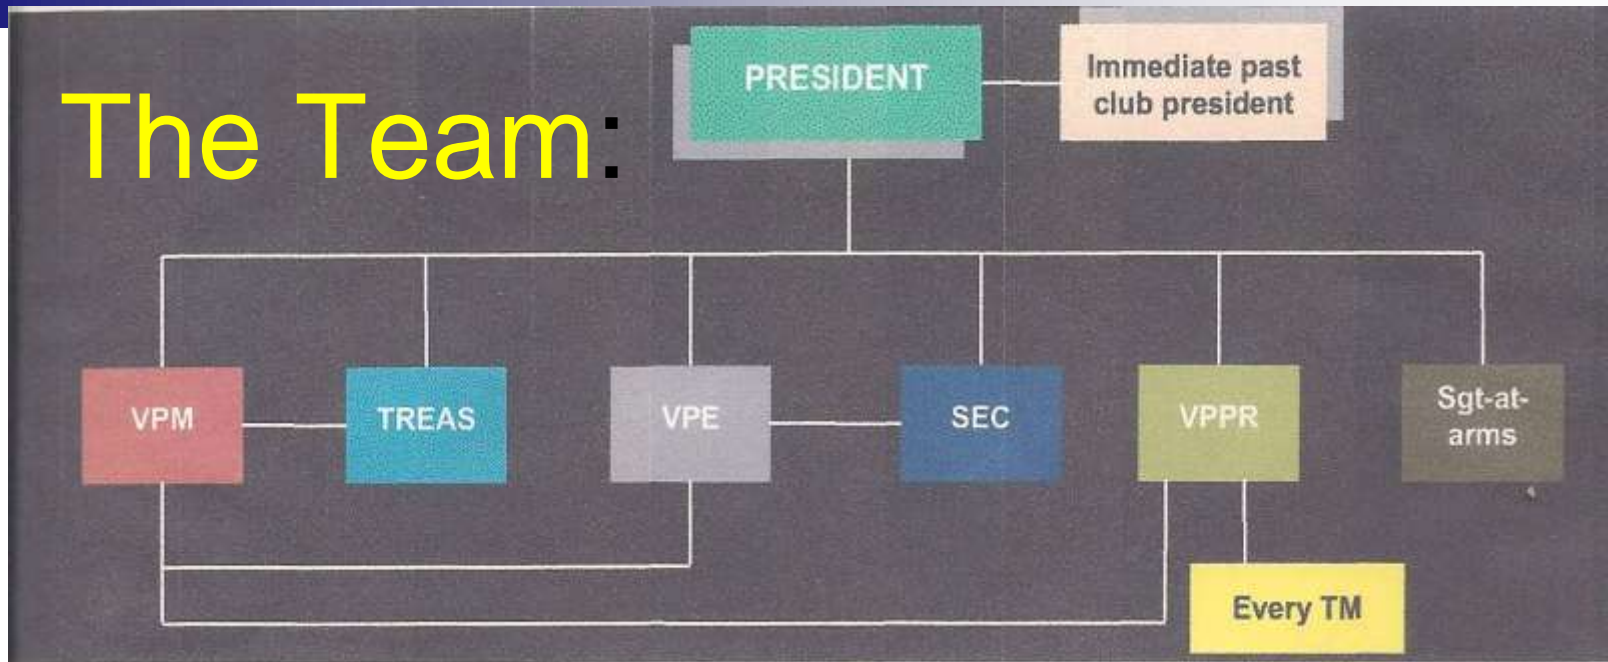 The Team:
PRESIDENT
Immediate past
club president
VPM
TREAS
VPE
SEC
VPPR
Sgt-at-
arms
Every TM